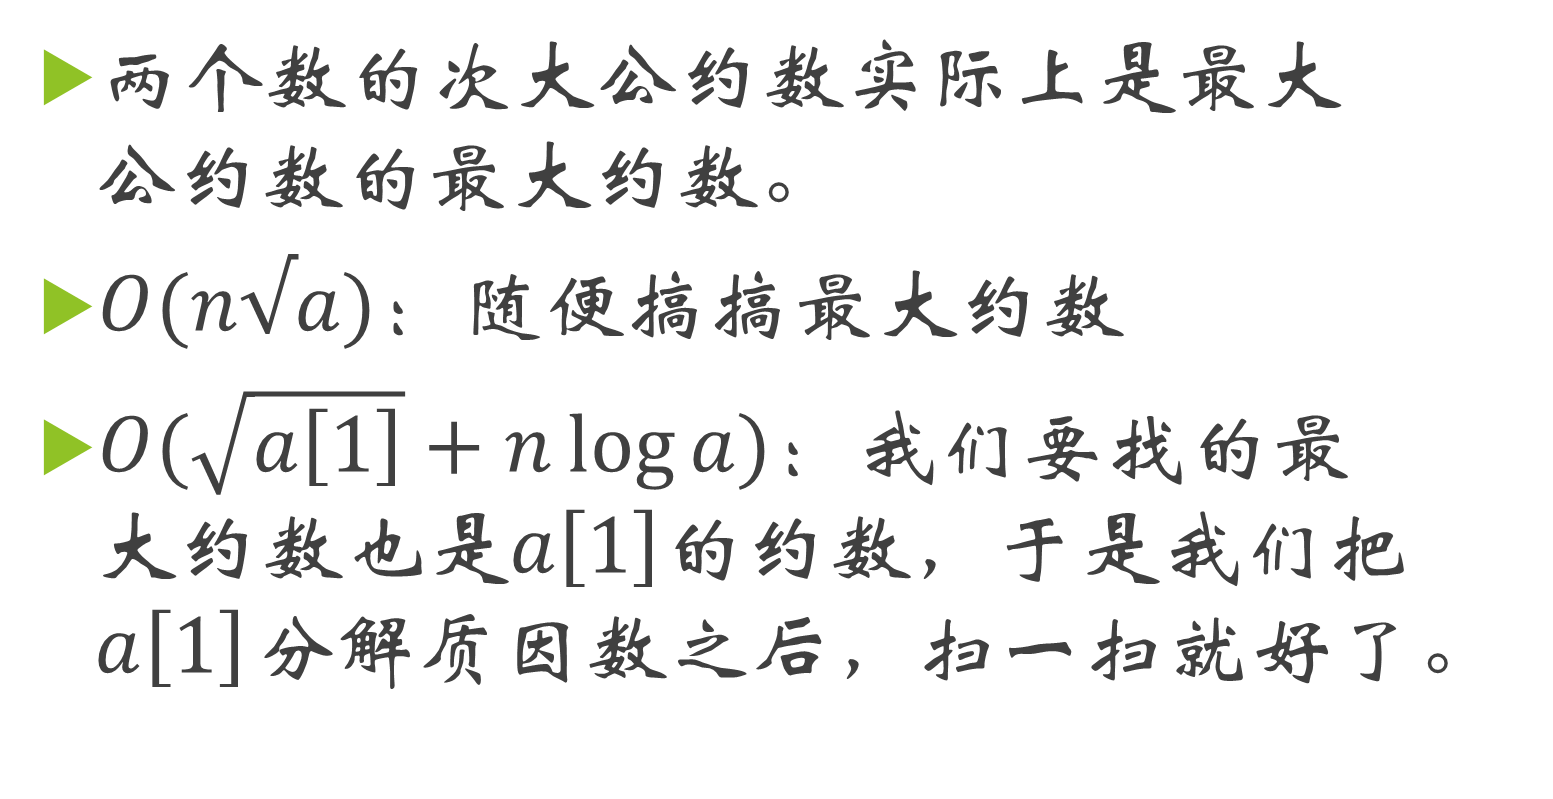 两个数的次大公约数实际上是最大
公约数的最大约数。
O(n√a)：随便搞搞最大约数
O(√a[1] + n log a)：我们要找的最
大约数也是a[1]的约数，于是我们把
a[1]分解质因数之后，扫一扫就好了。